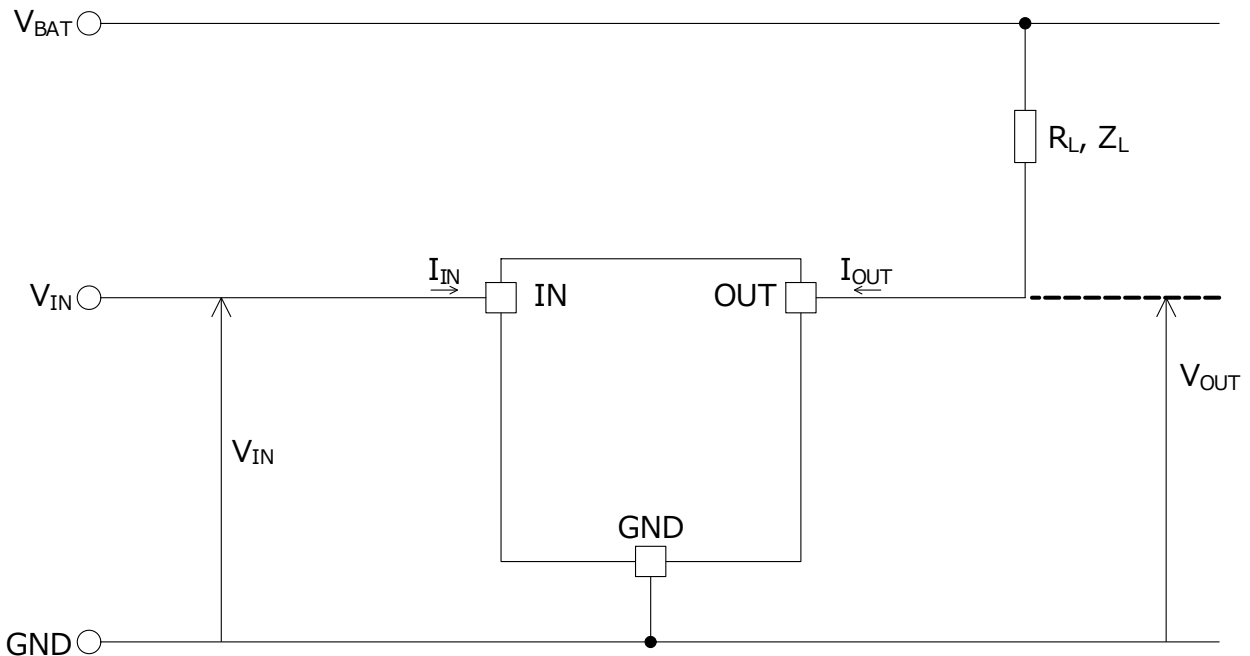 VBAT
RL, ZL
IIN
IOUT
VIN
IN
OUT
VOUT
VIN
GND
GND